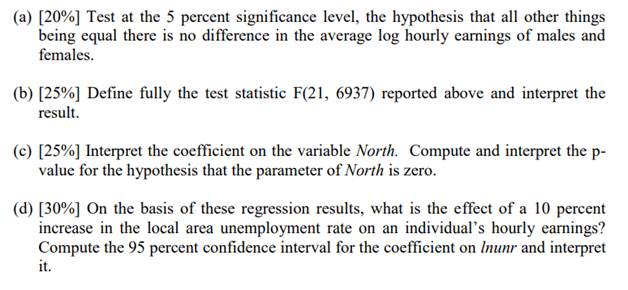 (a) [20%] Test at the 5 percent significance level, the hypothesis that all other things
being equal there is no difference in the average log hourly earnings of males and
females.
(b) [25%] Define fully the test statistic F(21, 6937) reported above and interpret the
result.
(c) [25%] Interpret the coefficient on the variable North. Compute and interpret the p-
value for the hypothesis that the parameter of North is zero.
(d) [30%] On the basis of these regression results, what is the effect of a 10 percent
increase in the local area unemployment rate on an individual's hourly earnings?
Compute the 95 percent confidence interval for the coefficient on lnunr and interpret
it.